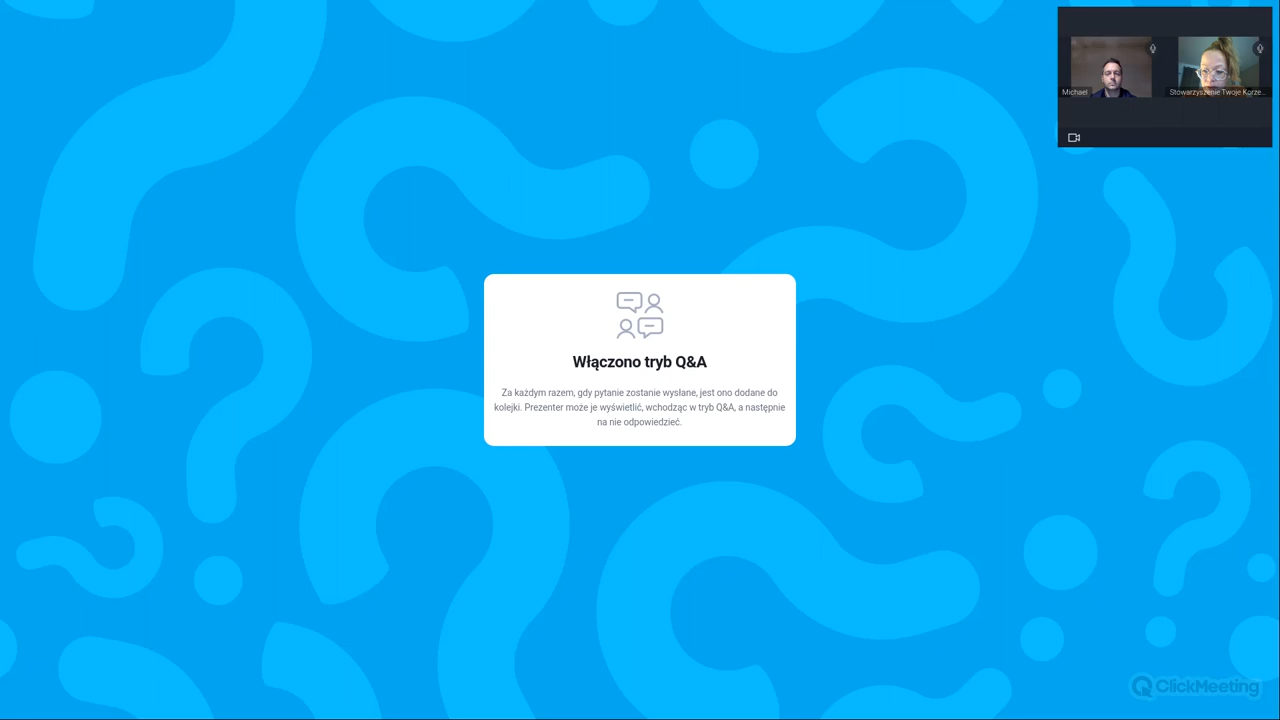 Michael
Stowarzyszenie Twoje Korze...
Włączono tryb Q&A
Za każdym razem, gdy pytanie zostanie wysłane, jest ono dodane do
kolejki. Prezenter może je wyświetlić, wchodząc w tryb Q&A, a następnie
na nie odpowiedzieć.
ClickMeeting